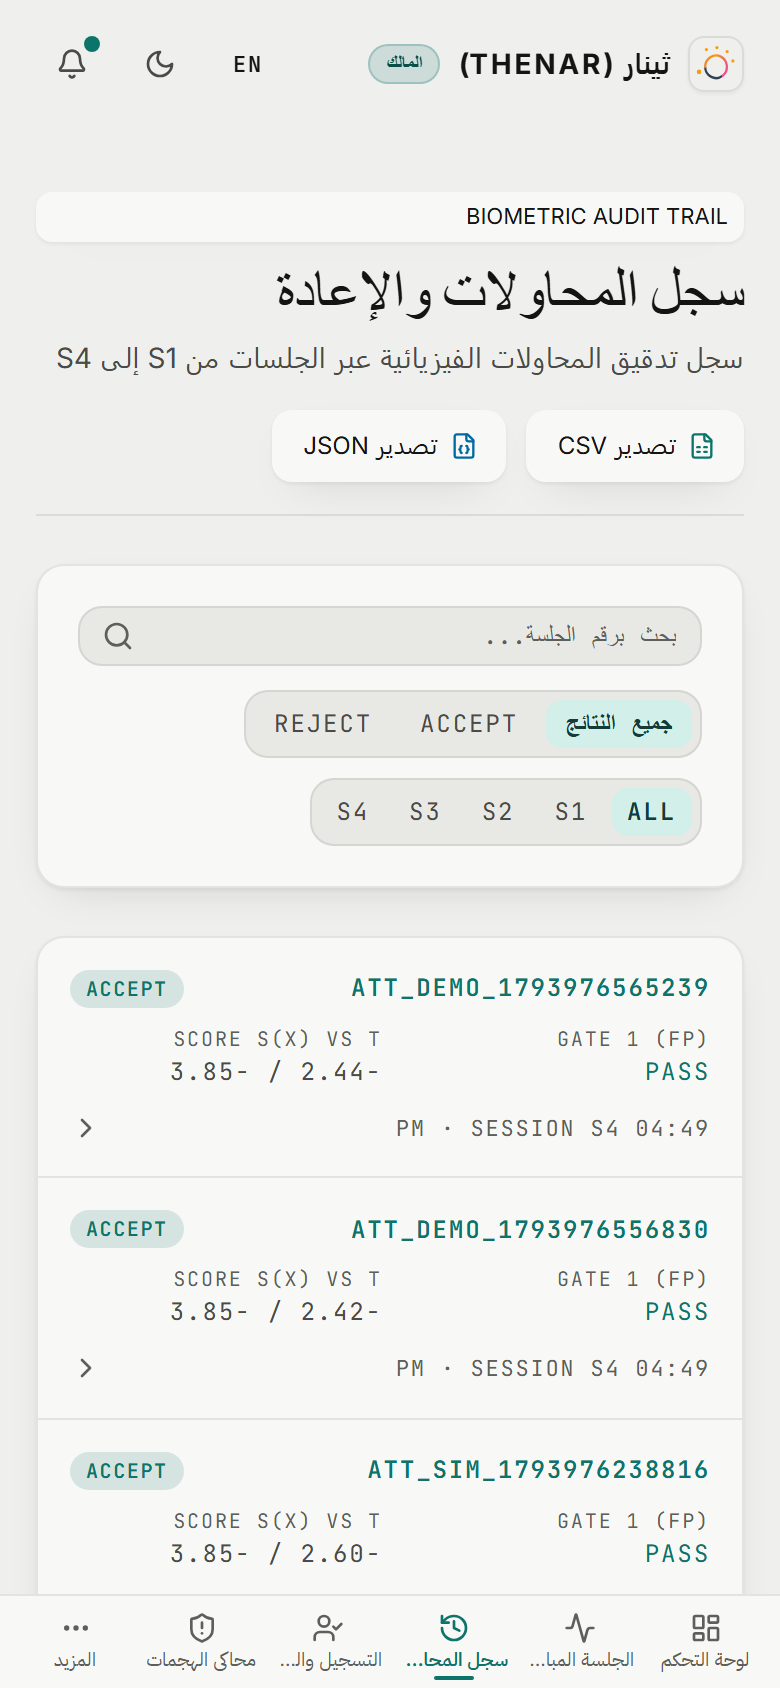 ثينار (THENAR) المالك EN
BIOMETRIC AUDIT TRAIL
سجل المحاولات والإعادة
سجل تدقيق المحاولات الفيزيائية عبر الجلسات من S1 إلى S4
تصدير CSV
تصدير JSON
بحث برقم الجلسة...
جميع النتائج ACCEPT REJECT
ALL S1 S2 S3 S4
ATT_DEMO_1793976565239 ACCEPT
GATE 1 (FP) SCORE S(X) VS T
PASS 3.85- / 2.44-
PM · SESSION S4 04:49
ATT_DEMO_1793976556830 ACCEPT
GATE 1 (FP) SCORE S(X) VS T
PASS 3.85- / 2.42-
PM · SESSION S4 04:49
ATT_SIM_1793976238816 ACCEPT
GATE 1 (FP) SCORE S(X) VS T
PASS 3.85- / 2.60-
لوحة التحكم
الجلسة المبا...
سجل المحا...
التسجيل والـ...
محاكي الهجمات
المزيد